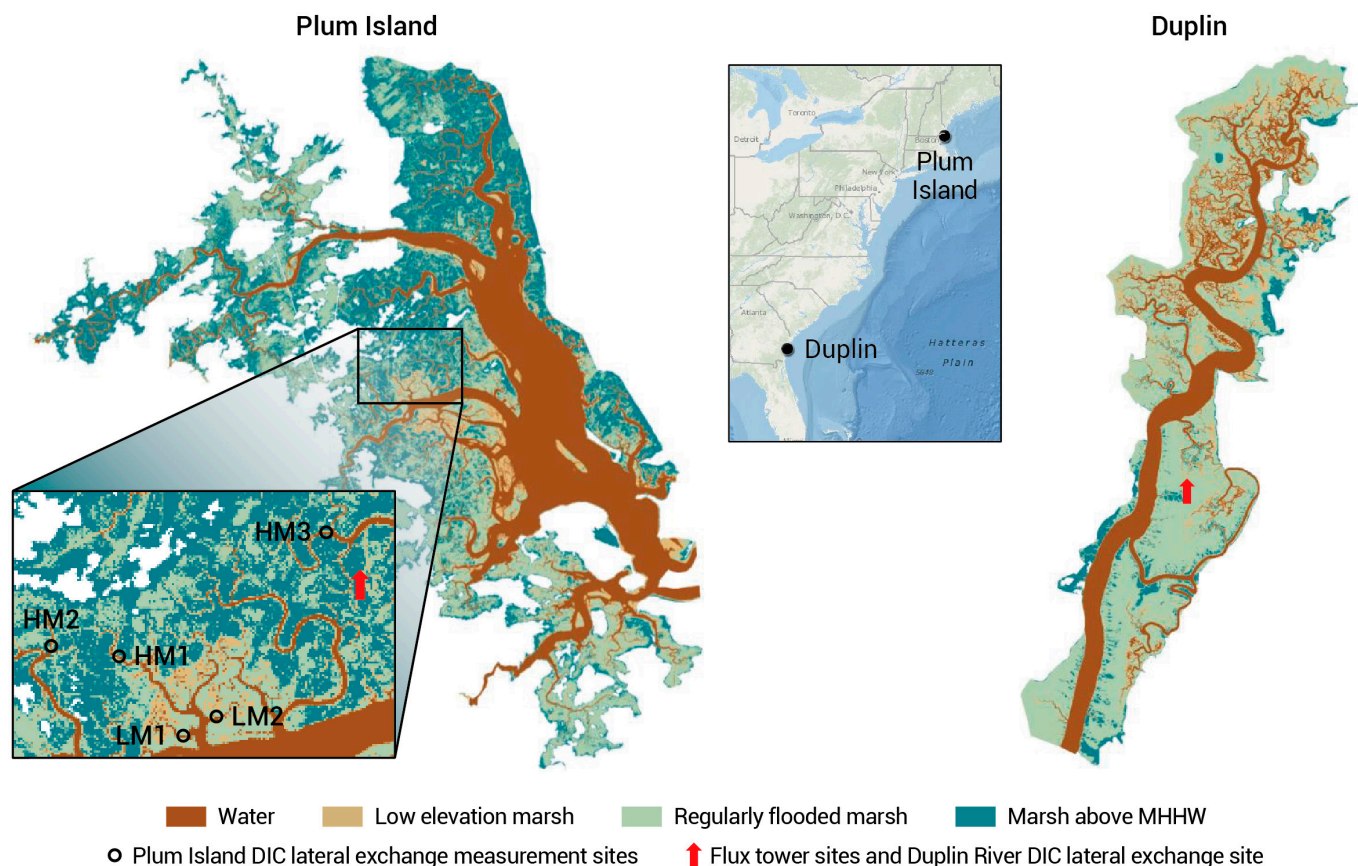 Plum Island
Duplin
Toronto
Detroit
Boston
Plum
Island
New York
Philadelphia
Washington, D.C.
Atlanta
Duplin
Hatteras
Plain
HM3
HM2
HM1
LM2
LM1
Water
Low elevation marsh
Regularly flooded marsh
Marsh above MHHW
Plum Island DIC lateral exchange measurement sites
Flux tower sites and Duplin River DIC lateral exchange site